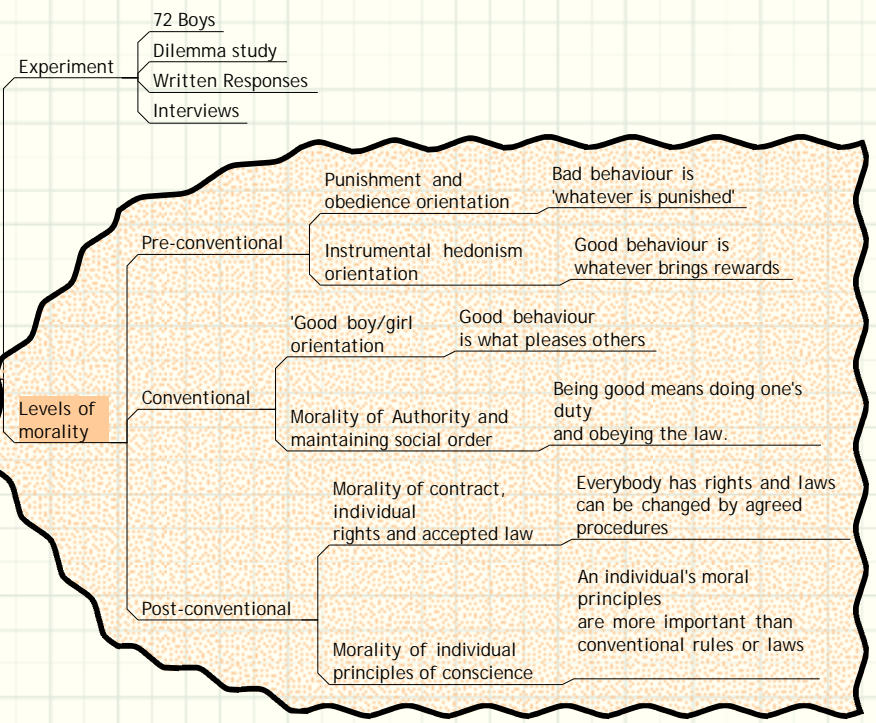 72 Boys
Dilemma study
Experiment
Written Responses
Interviews
Punishment and
obedience orientation
Bad behaviour is
'whatever is punished'
Pre-conventional
Instrumental hedonism
orientation
Good behaviour is
whatever brings rewards
'Good boy/girl
orientation
Good behaviour
is what pleases others
Conventional
Levels of
morality
Morality of Authority and
maintaining social order
Being good means doing one's
duty
and obeying the law.
Morality of contract,
individual
rights and accepted law
Everybody has rights and laws
can be changed by agreed
procedures
Post-conventional
Morality of individual
principles of conscience
An individual's moral
principles
are more important than
conventional rules or laws